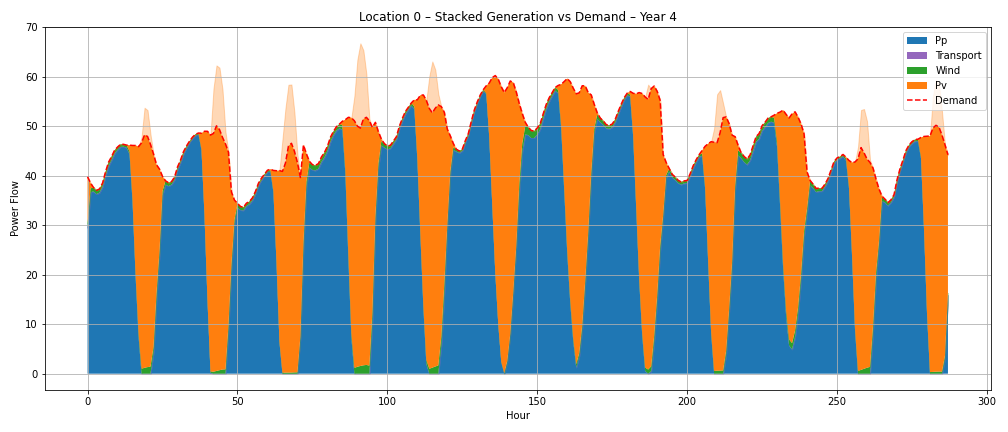 Location 0 – Stacked Generation vs Demand – Year 4
Pp
Transport
Wind
Pv
Demand
Power Flow
70
60
50
40
30
20
10
0
0
50
100
150
200
250
300
Hour